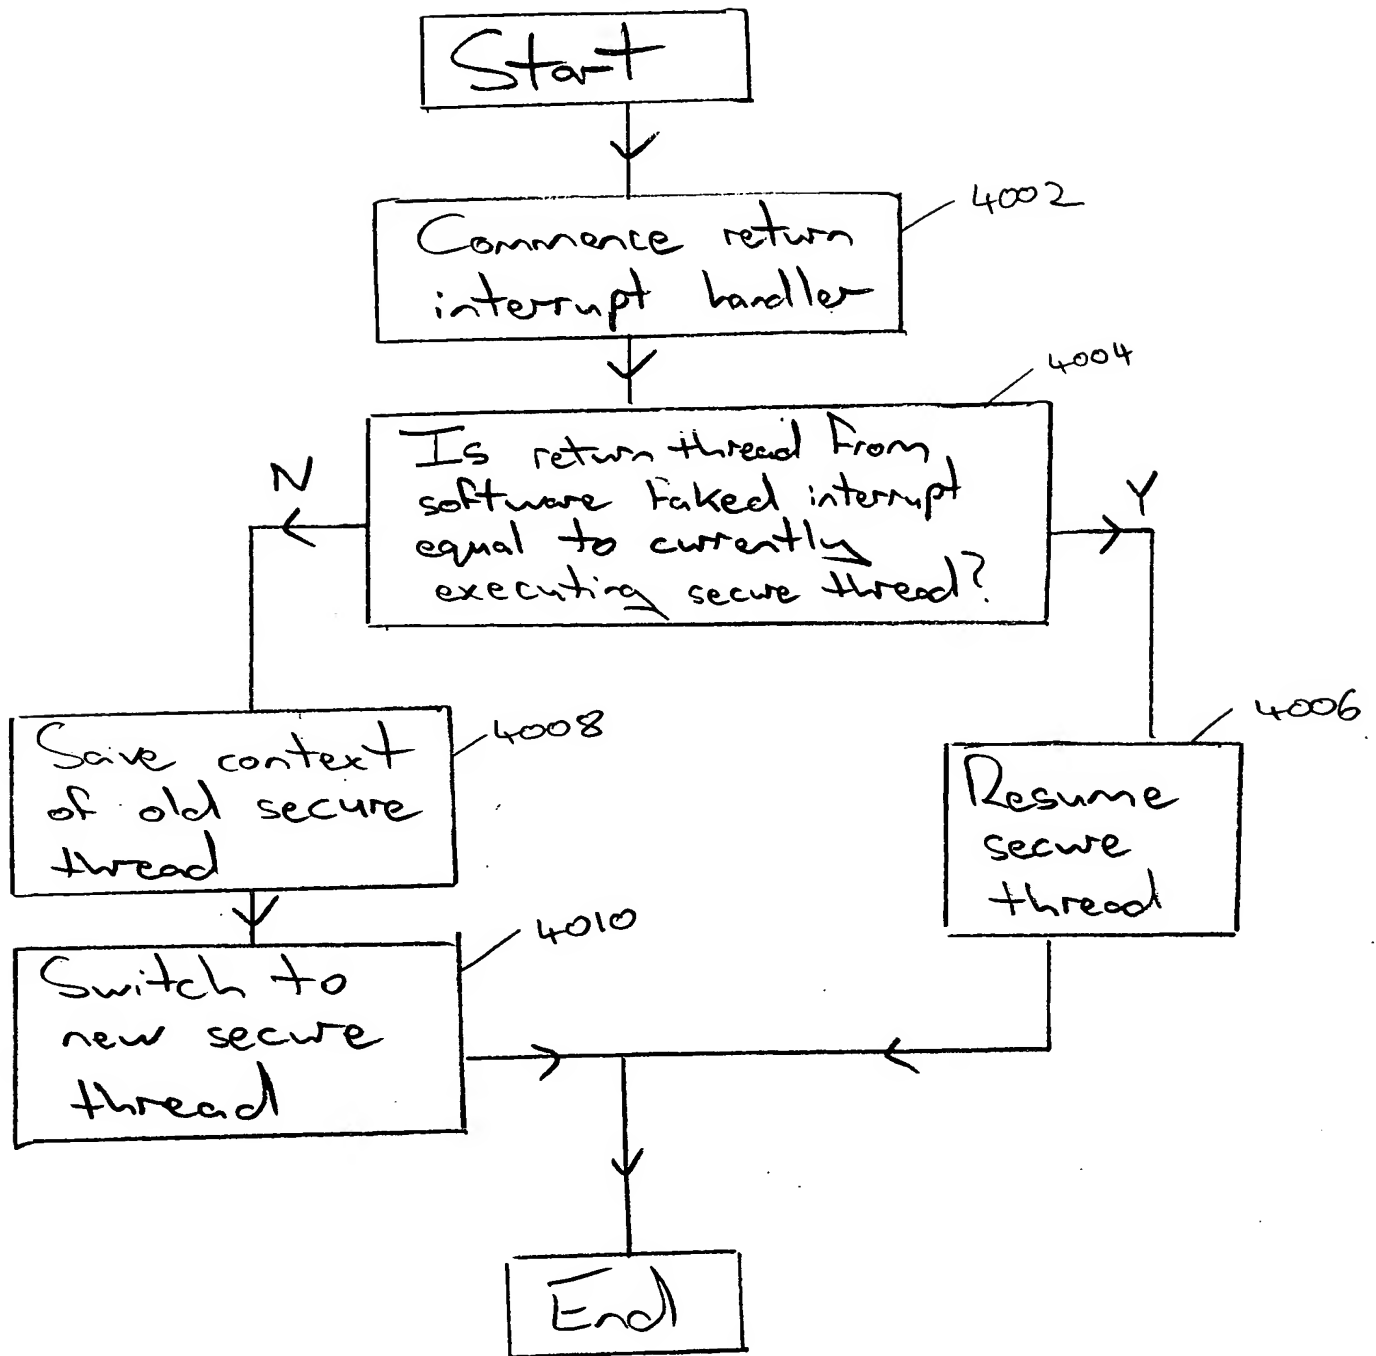 Start
4002
Commence return
interrupt handler
4004
Is return thread from
software faked interrupt
equal to currently
executing secure thread?
N
Y
4008
Save context
of old secure
thread
4006
Resume
secure
thread
4010
Switch to
new secure
thread
End